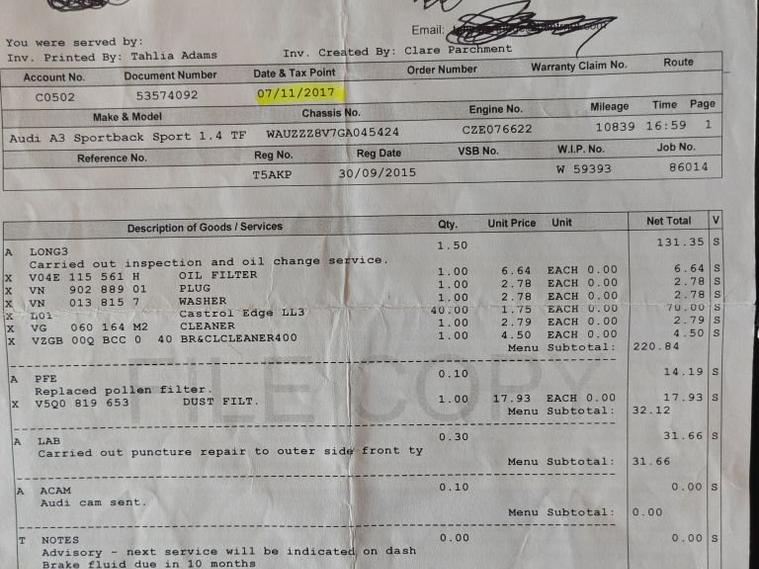 Email:
You were served by:
Inv. Printed By: Tahlia Adams Inv. Created By: Clare Parchment
Account No. Document Number Date & Tax Point Order Number Warranty Claim No. Route
C0502 53574092 07/11/2017
Make & Model Chassis No. Engine No. Mileage Time Page
Audi A3 Sportback Sport 1.4 TF WAUZZZ8V7GA045424 CZE076622 10839 16:59 1
Reference No. Reg No. Reg Date VSB No. W.I.P. No. Job No.
T5AKP 30/09/2015 W 59393 86014
Description of Goods / Services Qty. Unit Price Unit Net Total V
A LONG3 1.50 131.35 S
Carried out inspection and oil change service.
X V04E 115 561 H OIL FILTER 1.00 6.64 EACH 0.00 6.64 S
X VN 902 889 01 PLUG 1.00 2.78 EACH 0.00 2.78 S
X VN 013 815 7 WASHER 1.00 2.78 EACH 0.00 2.78 S
X L01 Castrol Edge LL3 40.00 1.75 EACH 0.00 70.00 S
X VG 060 164 M2 CLEANER 1.00 2.79 EACH 0.00 2.79 S
X VZGB 00Q BCC 0 40 BR&CLCLEANER400 1.00 4.50 EACH 0.00 4.50 S
Menu Subtotal: 220.84
FILE COPY
A PFE 0.10 14.19 S
Replaced pollen filter.
X V5Q0 819 653 DUST FILT. 1.00 17.93 EACH 0.00 17.93 S
Menu Subtotal: 32.12
A LAB 0.30 31.66 S
Carried out puncture repair to outer side front ty
Menu Subtotal: 31.66
A ACAM 0.10 0.00 S
Audi cam sent.
Menu Subtotal: 0.00
T NOTES 0.00 0.00 S
Advisory - next service will be indicated on dash
Brake fluid due in 10 months